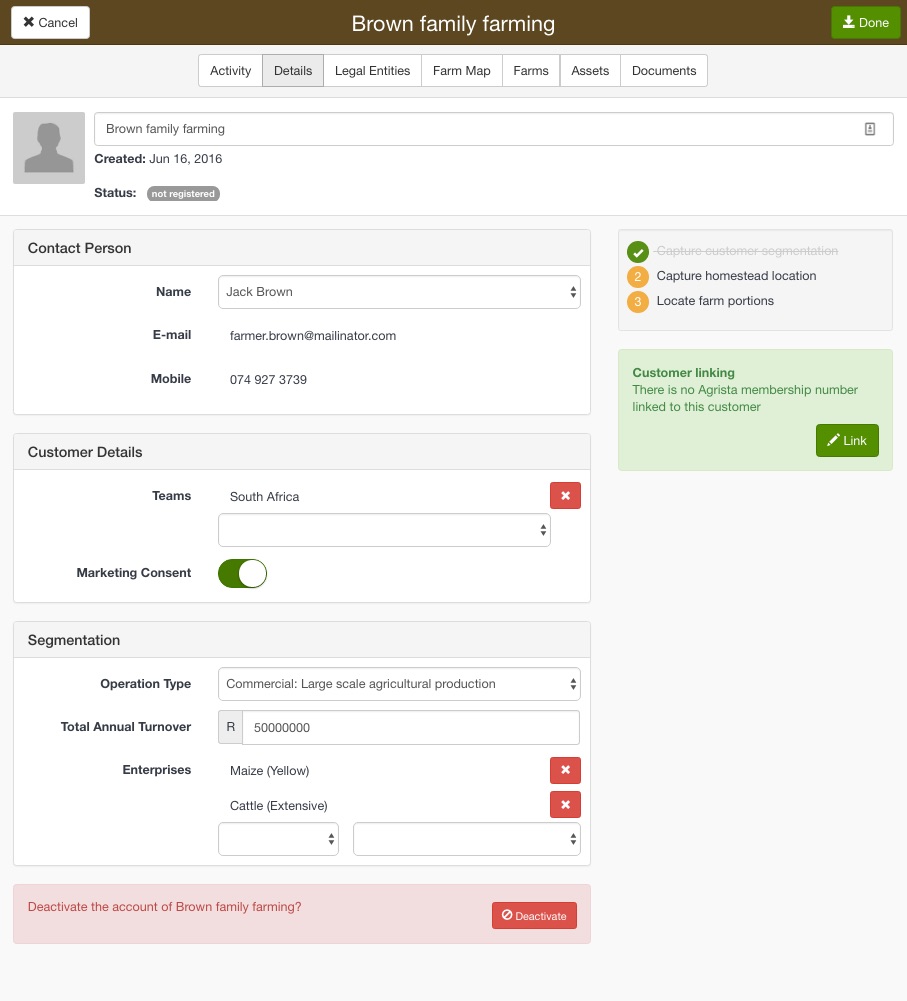 Cancel
Brown family farming
Done
Activity
Details
Legal Entities
Farm Map
Farms
Assets
Documents
Brown family farming
Created: Jun 16, 2016
Status: not registered
Contact Person
Name Jack Brown
E-mail farmer.brown@mailinator.com
Mobile 074 927 3739
Customer Details
Teams South Africa
Marketing Consent
Segmentation
Operation Type Commercial: Large scale agricultural production
Total Annual Turnover R 50000000
Enterprises Maize (Yellow)
Cattle (Extensive)
Deactivate the account of Brown family farming?
Deactivate
Capture customer segmentation
2 Capture homestead location
3 Locate farm portions
Customer linking
There is no Agrista membership number
linked to this customer
Link